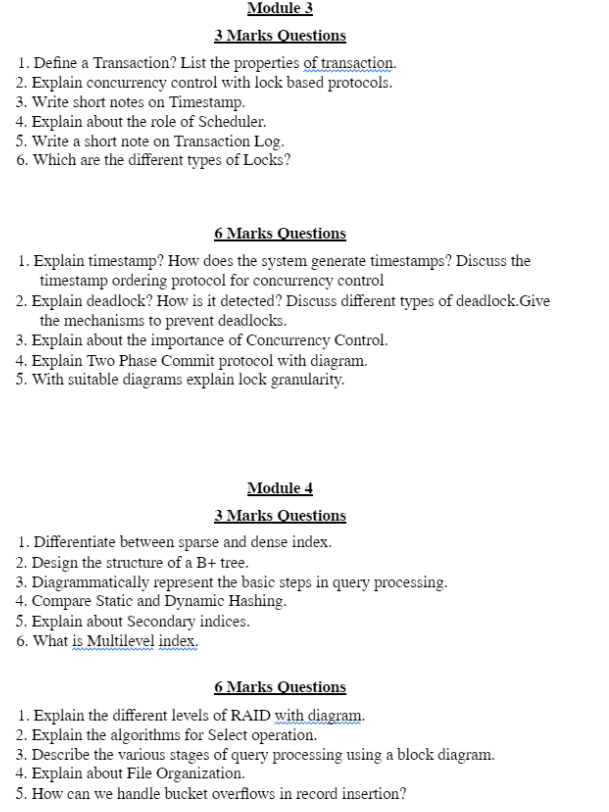 Module 3
3 Marks Questions
1. Define a Transaction? List the properties of transaction.
2. Explain concurrency control with lock based protocols.
3. Write short notes on Timestamp.
4. Explain about the role of Scheduler.
5. Write a short note on Transaction Log.
6. Which are the different types of Locks?
6 Marks Questions
1. Explain timestamp? How does the system generate timestamps? Discuss the
timestamp ordering protocol for concurrency control
2. Explain deadlock? How is it detected? Discuss different types of deadlock.Give
the mechanisms to prevent deadlocks.
3. Explain about the importance of Concurrency Control.
4. Explain Two Phase Commit protocol with diagram.
5. With suitable diagrams explain lock granularity.
Module 4
3 Marks Questions
1. Differentiate between sparse and dense index.
2. Design the structure of a B+ tree.
3. Diagrammatically represent the basic steps in query processing.
4. Compare Static and Dynamic Hashing.
5. Explain about Secondary indices.
6. What is Multilevel index.
6 Marks Questions
1. Explain the different levels of RAID with diagram.
2. Explain the algorithms for Select operation.
3. Describe the various stages of query processing using a block diagram.
4. Explain about File Organization.
5. How can we handle bucket overflows in record insertion?